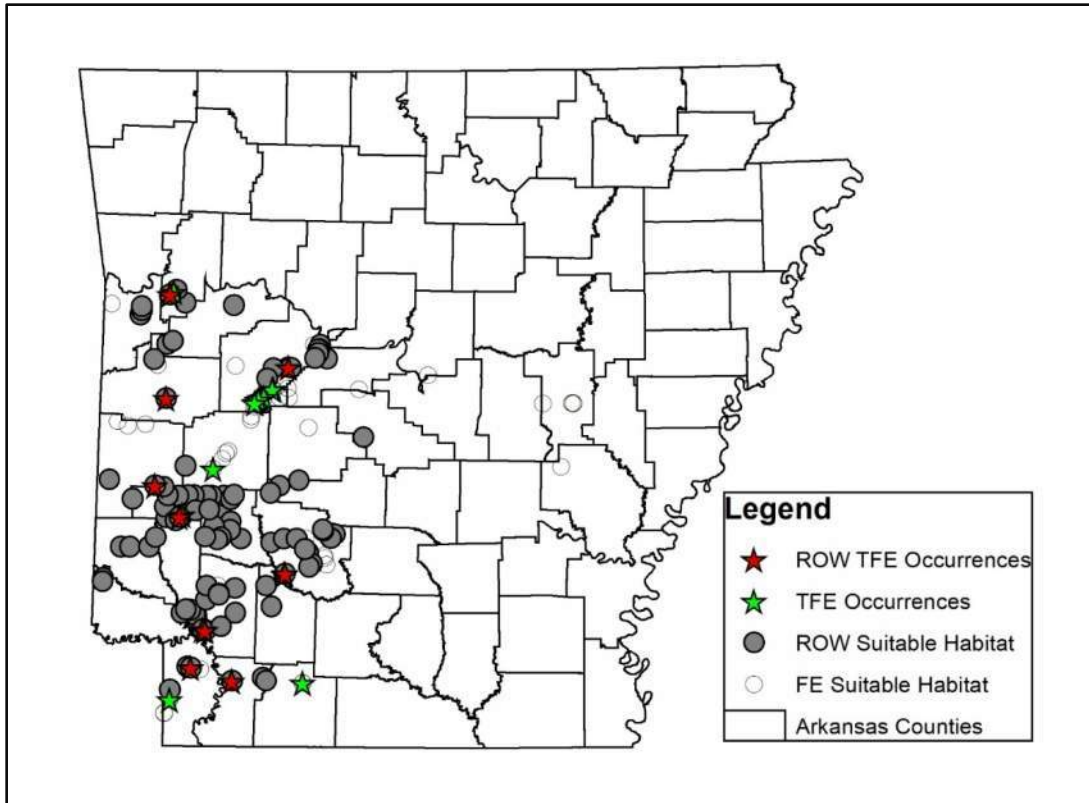 Legend
ROW TFE Occurrences
TFE Occurrences
ROW Suitable Habitat
FE Suitable Habitat
Arkansas Counties